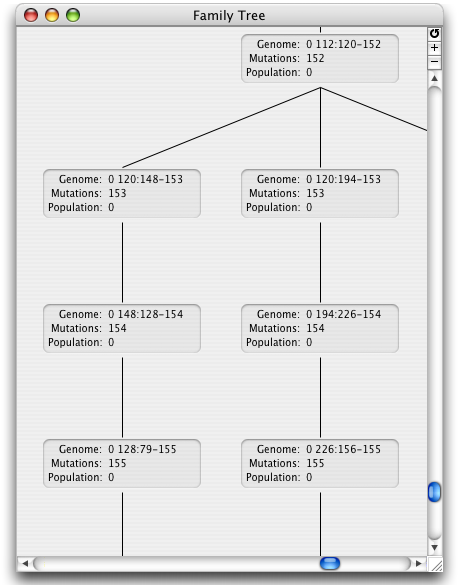 Family Tree
Genome: 0 112:120-152
Mutations: 152
Population: 0
Genome: 0 120:148-153
Mutations: 153
Population: 0
Genome: 0 120:194-153
Mutations: 153
Population: 0
Genome: 0 148:128-154
Mutations: 154
Population: 0
Genome: 0 194:226-154
Mutations: 154
Population: 0
Genome: 0 128:79-155
Mutations: 155
Population: 0
Genome: 0 226:156-155
Mutations: 155
Population: 0